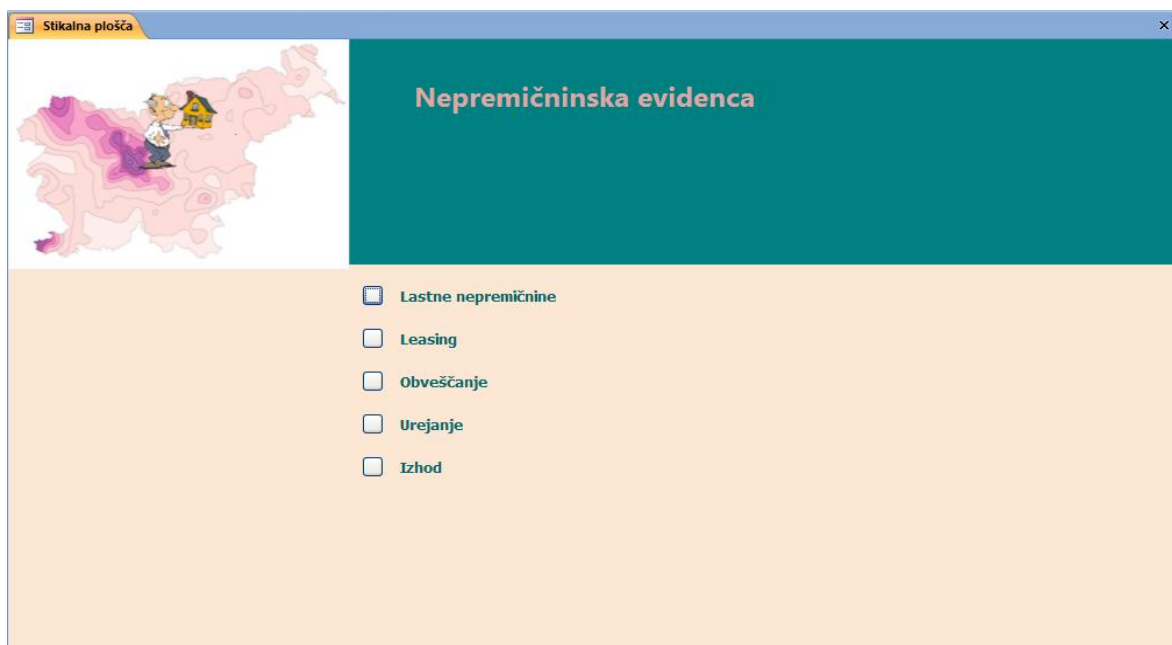 Stikalna plošča
Nepremičninska evidenca
Lastne nepremičnine
Leasing
Obveščanje
Urejanje
Izhod